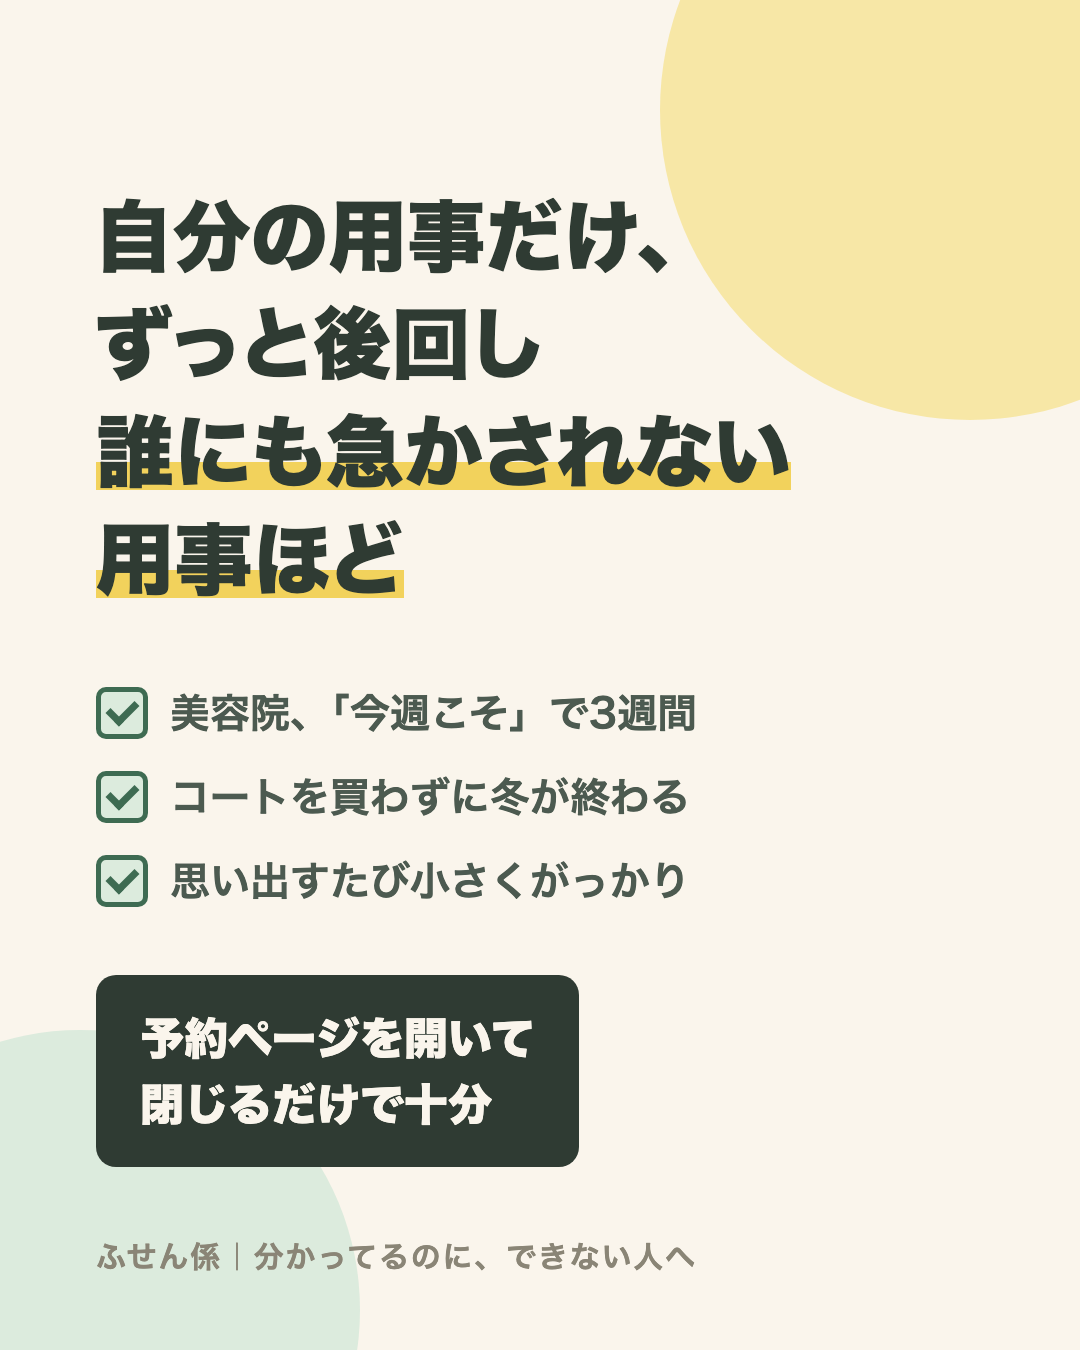 自分の用事だけ、
ずっと後回し
誰にも急かされない
用事ほど
美容院、「今週こそ」で3週間
コートを買わずに冬が終わる
思い出すたび小さくがっかり
予約ページを開いて
閉じるだけで十分
ふせん係｜分かってるのに、できない人へ